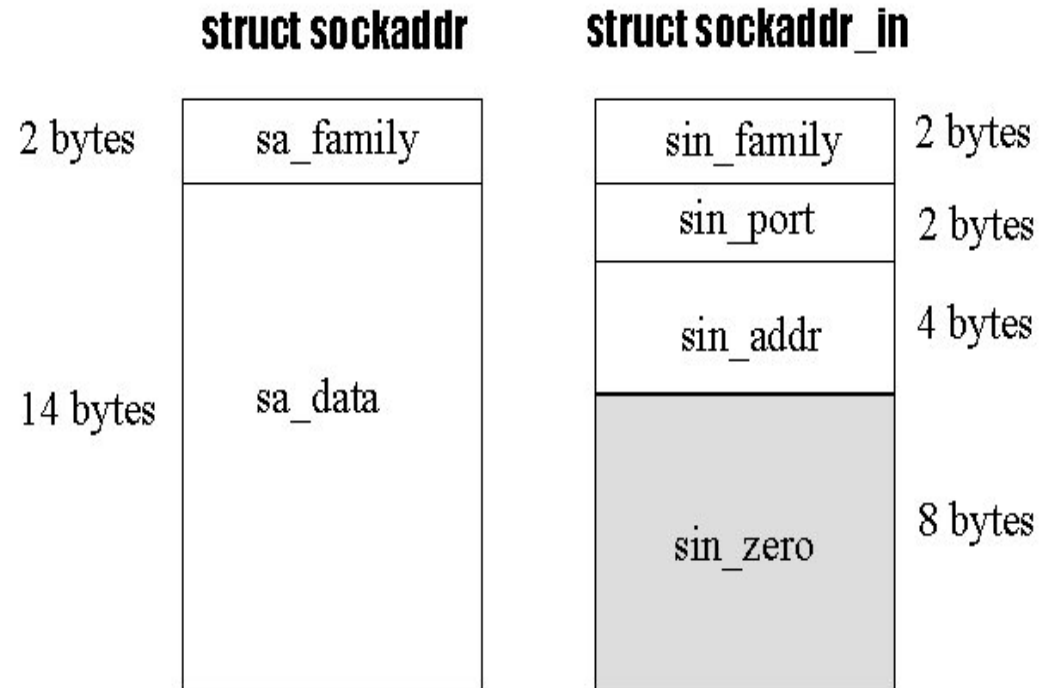 struct sockaddr
struct sockaddr_in
2 bytes
sa_family
sin_family
2 bytes
sin_port
2 bytes
sin_addr
4 bytes
14 bytes
sa_data
sin_zero
8 bytes